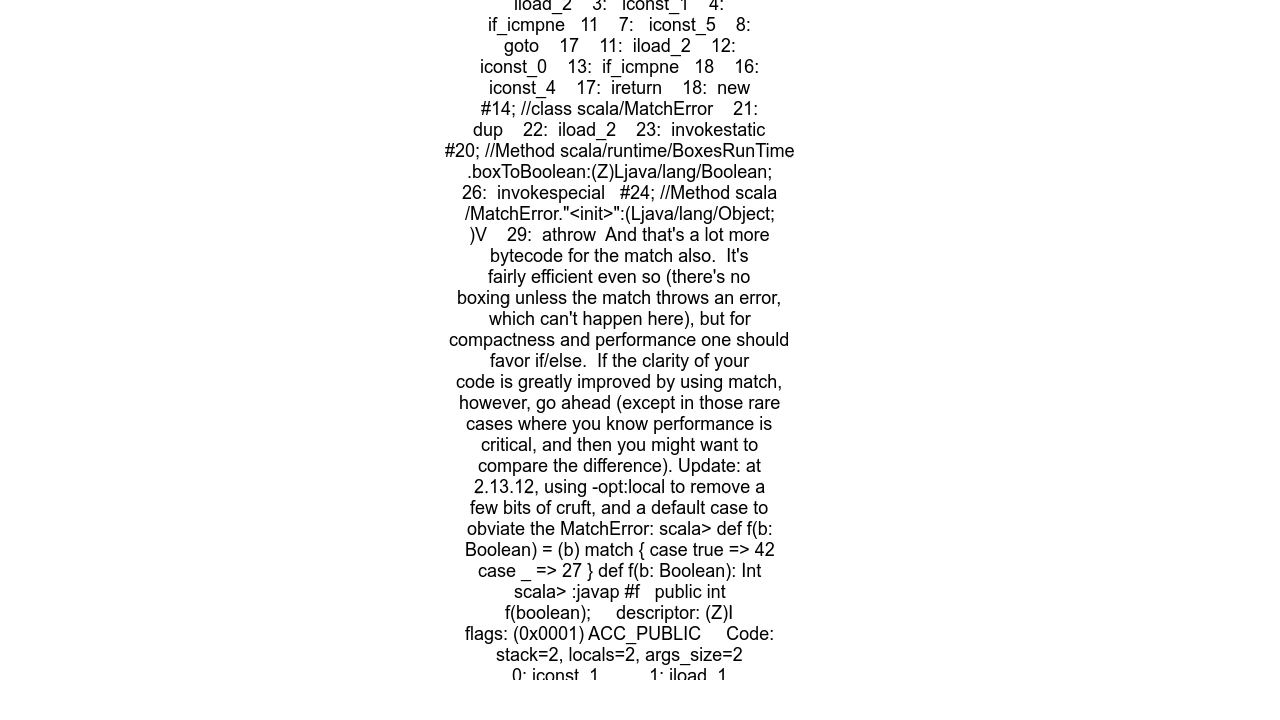 iload_2    3:   iconst_1    4:
if_icmpne   11    7:   iconst_5    8:
goto    17    11:  iload_2    12:
iconst_0    13:  if_icmpne   18    16:
iconst_4    17:  ireturn    18:  new
#14; //class scala/MatchError    21:
dup    22:  iload_2    23:  invokestatic
#20; //Method scala/runtime/BoxesRunTime
.boxToBoolean:(Z)Ljava/lang/Boolean;
26:  invokespecial   #24; //Method scala
/MatchError."<init>":(Ljava/lang/Object;
)V    29:  athrow  And that's a lot more
bytecode for the match also.  It's
fairly efficient even so (there's no
boxing unless the match throws an error,
which can't happen here), but for
compactness and performance one should
favor if/else.  If the clarity of your
code is greatly improved by using match,
however, go ahead (except in those rare
cases where you know performance is
critical, and then you might want to
compare the difference). Update: at
2.13.12, using -opt:local to remove a
few bits of cruft, and a default case to
obviate the MatchError: scala> def f(b:
Boolean) = (b) match { case true => 42
case _ => 27 } def f(b: Boolean): Int
scala> :javap #f   public int
f(boolean);     descriptor: (Z)I
flags: (0x0001) ACC_PUBLIC     Code:
stack=2, locals=2, args_size=2
0: iconst_1          1: iload_1